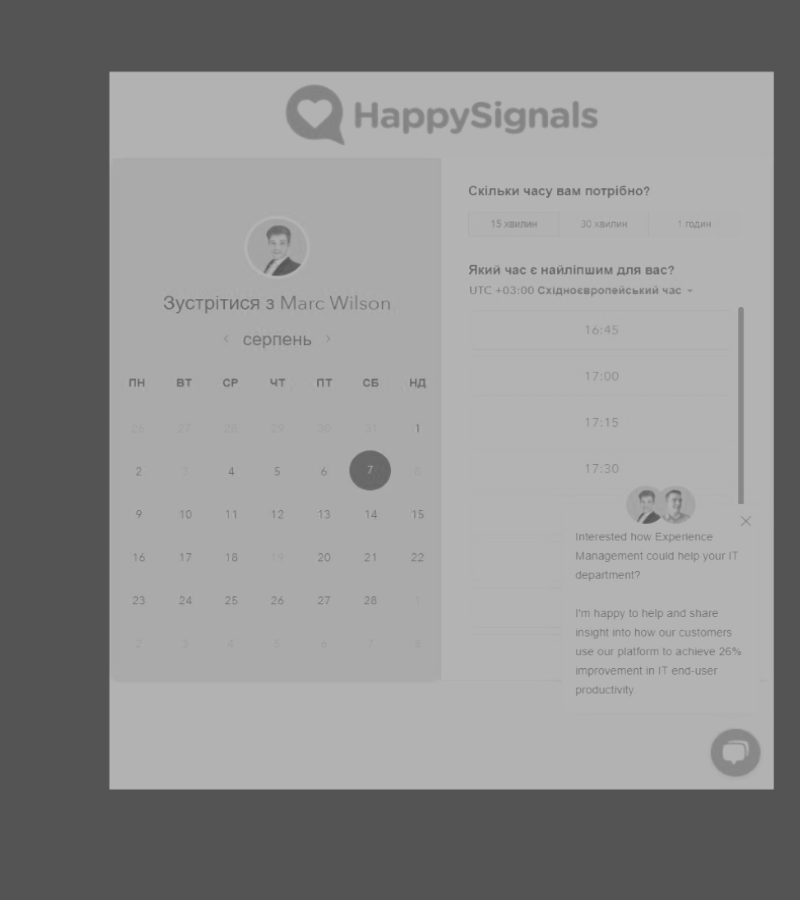 HappySignals
Зустрітися з Marc Wilson
серпень
ПН ВТ СР ЧТ ПТ СБ НД
26 27 28 29 30 31 1
2 3 4 5 6 7 8
9 10 11 12 13 14 15
16 17 18 19 20 21 22
23 24 25 26 27 28 1
2 3 4 5 6 7 8
Скільки часу вам потрібно?
15 хвилин 30 хвилин 1 годин
Який час є найліпшим для вас?
UTC +03:00 Східноєвропейський час
16:45
17:00
17:15
17:30
Interested how Experience
Management could help your IT
department?
I'm happy to help and share
insight into how our customers
use our platform to achieve 26%
improvement in IT end-user
productivity.